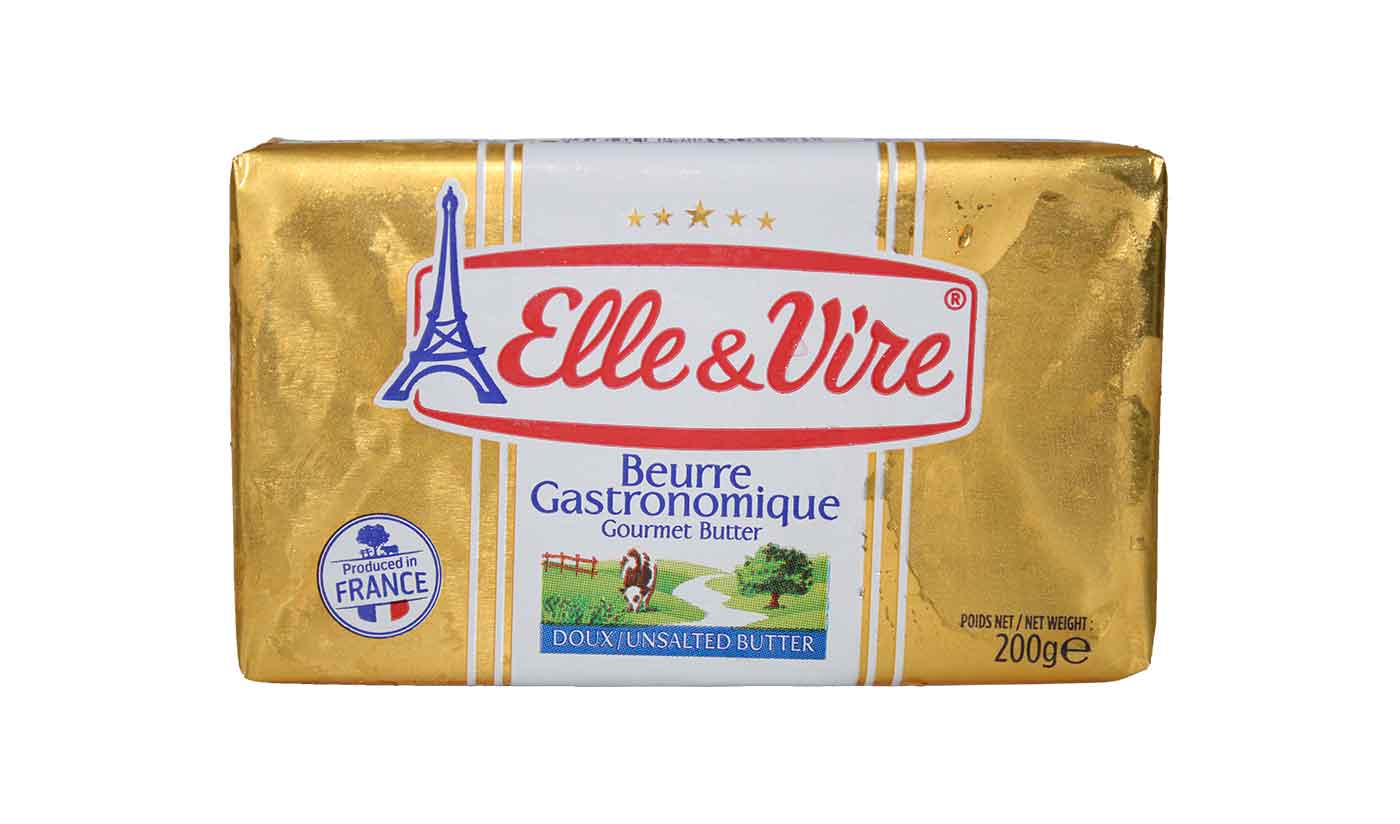 Elle&Vire®
Beurre
Gastronomique
Gourmet Butter
DOUX/UNSALTED BUTTER
Produced in
FRANCE
POIDS NET / NET WEIGHT :
200g℮